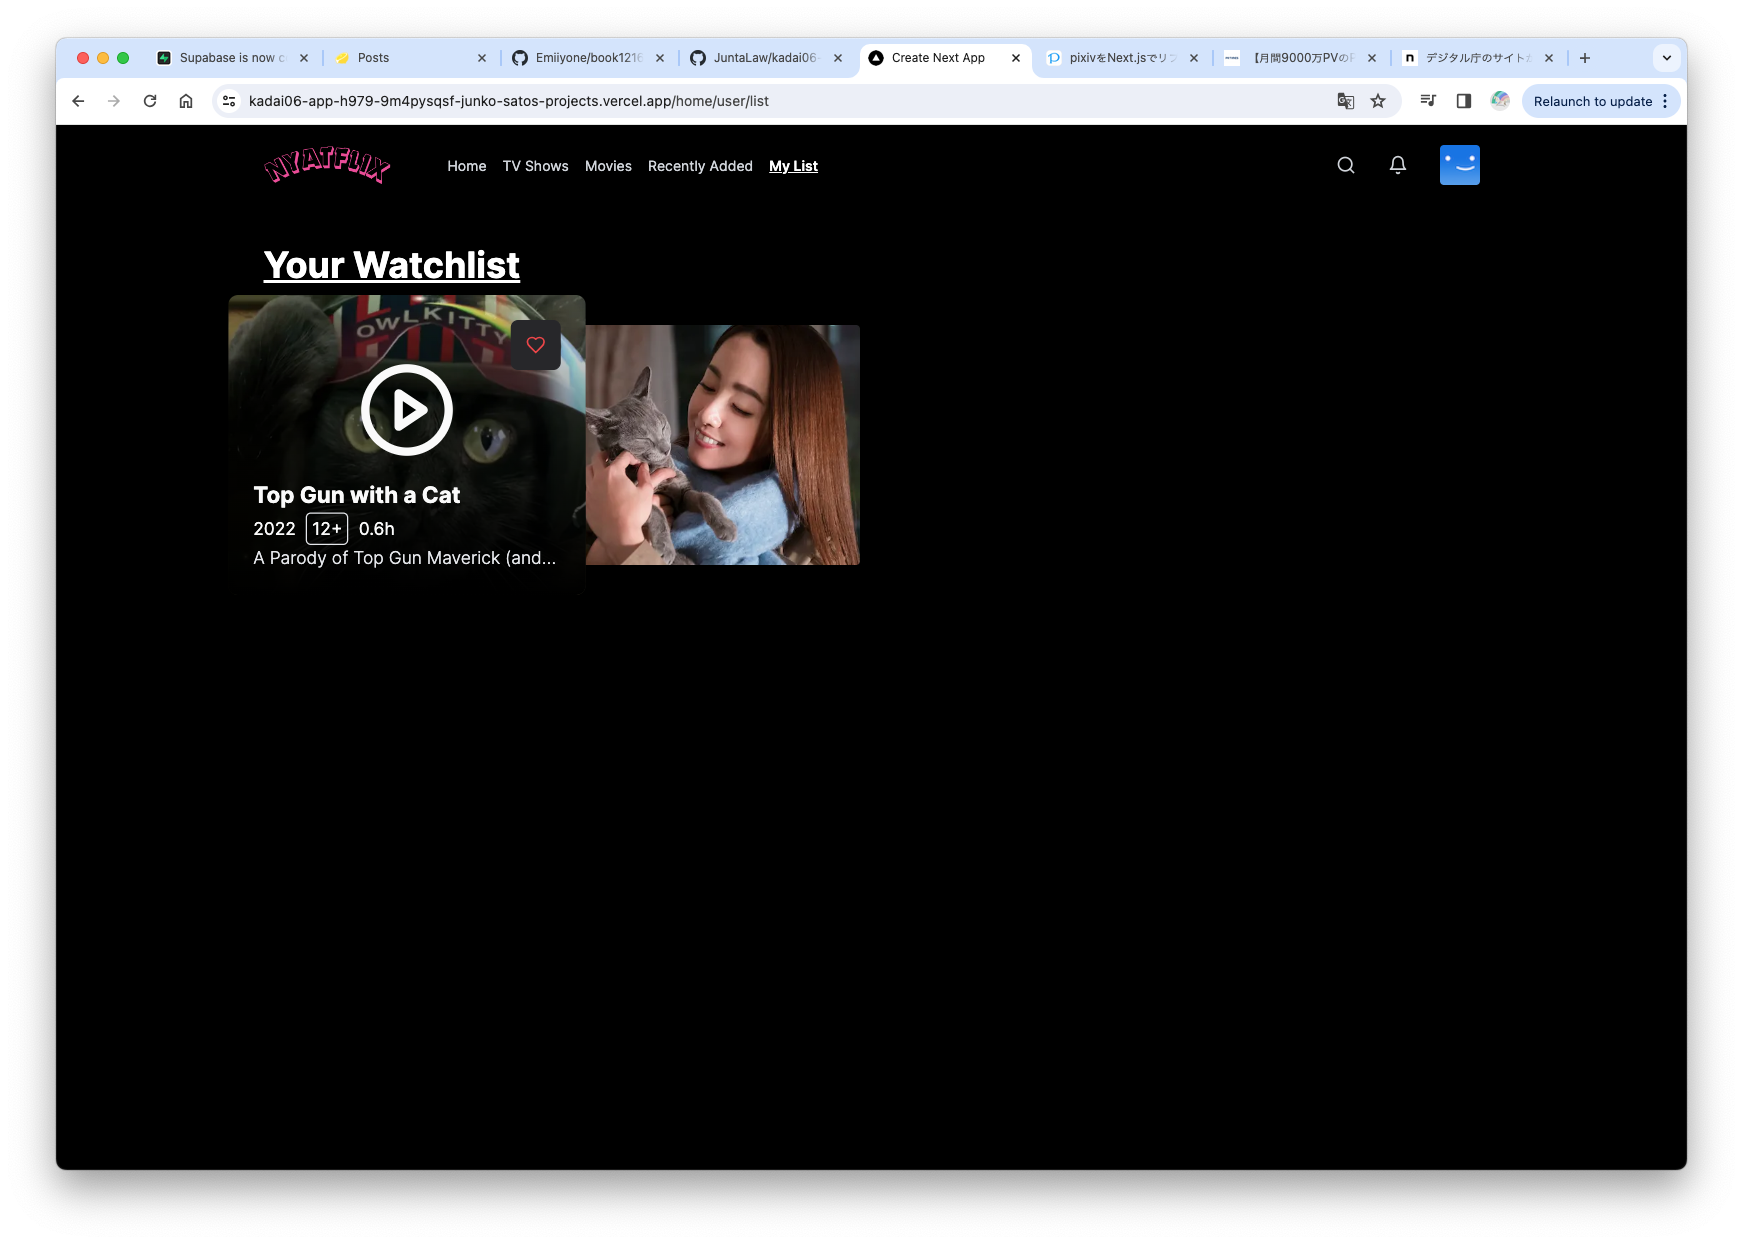 Supabase is now c
Posts
Emiiyone/book1216
JuntaLaw/kadai06-
Create Next App
pixivをNext.jsでリプ
【月間9000万PVの
デジタル庁のサイトが
kadai06-app-h979-9m4pysqsf-junko-satos-projects.vercel.app/home/user/list
Relaunch to update
NYATFLIX
Home
TV Shows
Movies
Recently Added
My List
Your Watchlist
OWLKITTY
Top Gun with a Cat
2022 12+ 0.6h
A Parody of Top Gun Maverick (and...